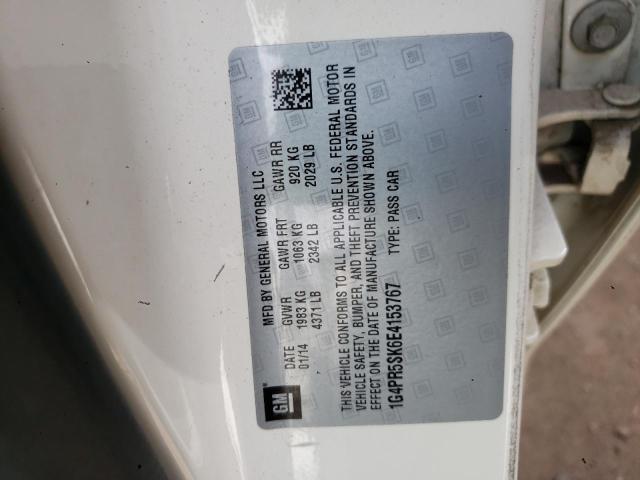 GM
MFD BY GENERAL MOTORS LLC
DATE GVWR GAWR FRT GAWR RR
01/14 1983 KG 1063 KG 920 KG
4371 LB 2342 LB 2029 LB
THIS VEHICLE CONFORMS TO ALL APPLICABLE U.S. FEDERAL MOTOR
VEHICLE SAFETY, BUMPER, AND THEFT PREVENTION STANDARDS IN
EFFECT ON THE DATE OF MANUFACTURE SHOWN ABOVE.
1G4PR5SK6E4153767 TYPE: PASS CAR